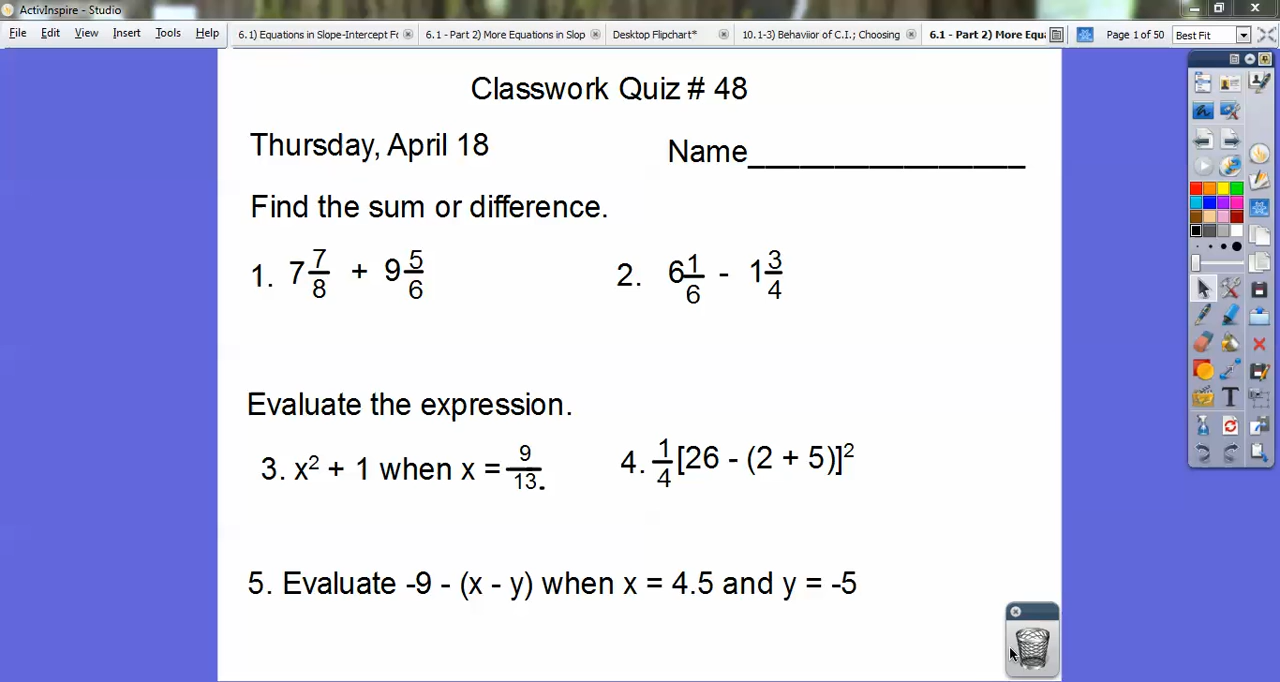 ActivInspire - Studio
File Edit View Insert Tools Help
6.1) Equations in Slope-Intercept Fo
6.1 - Part 2) More Equations in Slop
Desktop Flipchart*
10.1-3) Behavior of C.I.; Choosing
6.1 - Part 2) More Equa
Page 1 of 50
Best Fit
Classwork Quiz # 48
Thursday, April 18 Name_________________
Find the sum or difference.
1. 7 7/8 + 9 5/6 2. 6 1/6 - 1 3/4
Evaluate the expression.
3. x² + 1 when x = 9/13. 4. 1/4[26 - (2 + 5)]²
5. Evaluate -9 - (x - y) when x = 4.5 and y = -5
T